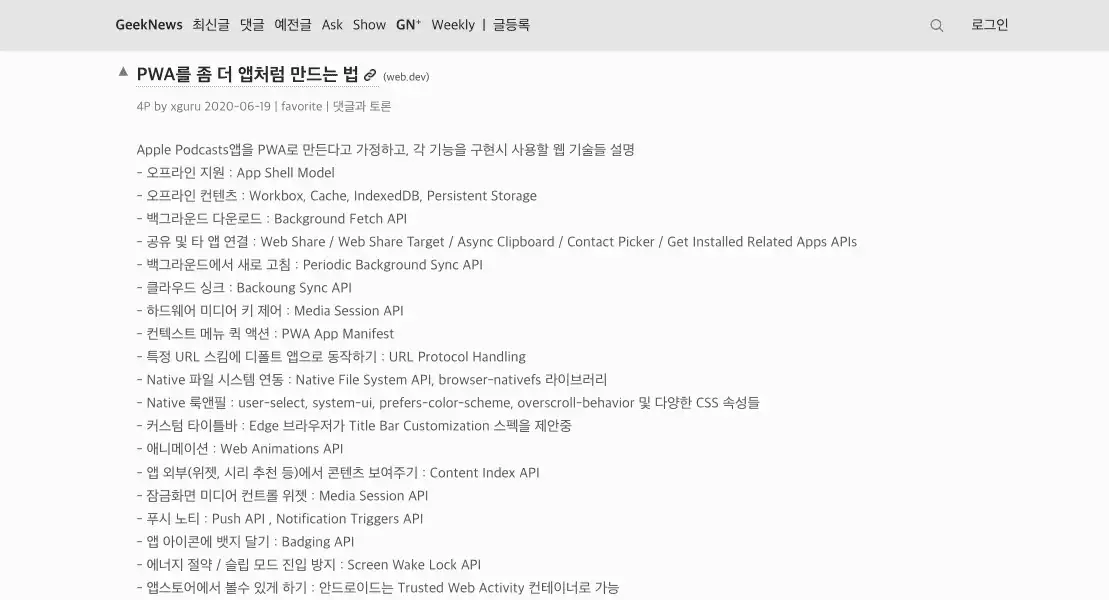 GeekNews 최신글 댓글 예전글 Ask Show GN⁺ Weekly | 글등록 로그인
▲ PWA를 좀 더 앱처럼 만드는 법 (web.dev)
4P by xguru 2020-06-19 | favorite | 댓글과 토론
Apple Podcasts앱을 PWA로 만든다고 가정하고, 각 기능을 구현시 사용할 웹 기술들 설명
- 오프라인 지원 : App Shell Model
- 오프라인 컨텐츠 : Workbox, Cache, IndexedDB, Persistent Storage
- 백그라운드 다운로드 : Background Fetch API
- 공유 및 타 앱 연결 : Web Share / Web Share Target / Async Clipboard / Contact Picker / Get Installed Related Apps APIs
- 백그라운드에서 새로 고침 : Periodic Background Sync API
- 클라우드 싱크 : Backoung Sync API
- 하드웨어 미디어 키 제어 : Media Session API
- 컨텍스트 메뉴 퀵 액션 : PWA App Manifest
- 특정 URL 스킴에 디폴트 앱으로 동작하기 : URL Protocol Handling
- Native 파일 시스템 연동 : Native File System API, browser-nativefs 라이브러리
- Native 룩앤필 : user-select, system-ui, prefers-color-scheme, overscroll-behavior 및 다양한 CSS 속성들
- 커스텀 타이틀바 : Edge 브라우저가 Title Bar Customization 스펙을 제안중
- 애니메이션 : Web Animations API
- 앱 외부(위젯, 시리 추천 등)에서 콘텐츠 보여주기 : Content Index API
- 잠금화면 미디어 컨트롤 위젯 : Media Session API
- 푸시 노티 : Push API , Notification Triggers API
- 앱 아이콘에 뱃지 달기 : Badging API
- 에너지 절약 / 슬립 모드 진입 방지 : Screen Wake Lock API
- 앱스토어에서 볼수 있게 하기 : 안드로이드는 Trusted Web Activity 컨테이너로 가능